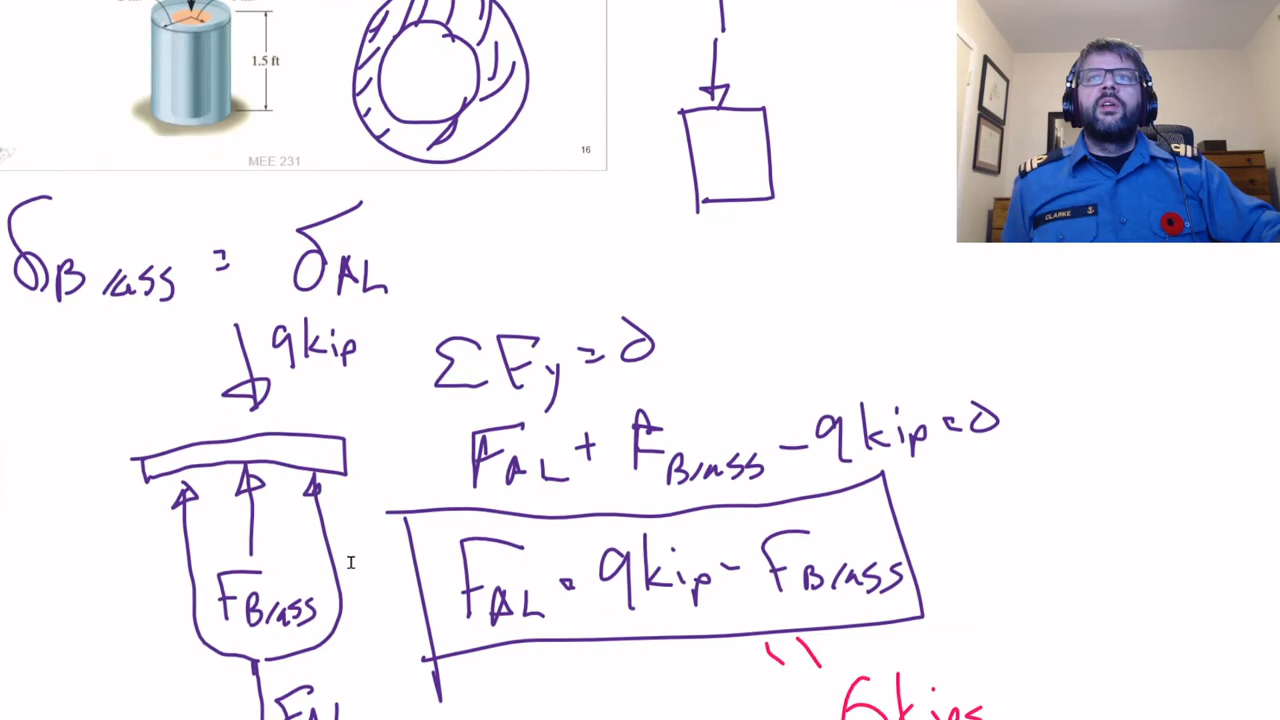 1.5 ft
MEE 231
16
δBrass = δAL
9kip
ΣFy = 0
FAL + FBrass - 9kip = 0
FAL = 9kip - FBrass
FBrass
FAL
6kips
CLARKE